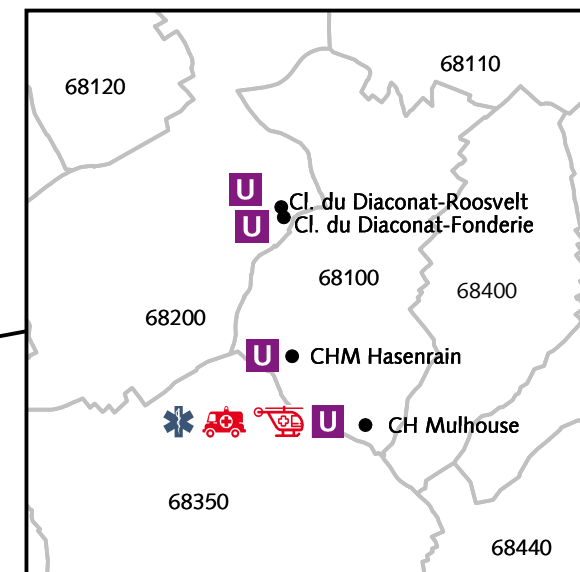 68110
68120
U
Cl. du Diaconat-Roosvelt
U
Cl. du Diaconat-Fonderie
68100
68400
68200
U
CHM Hasenrain
U
CH Mulhouse
68350
68440